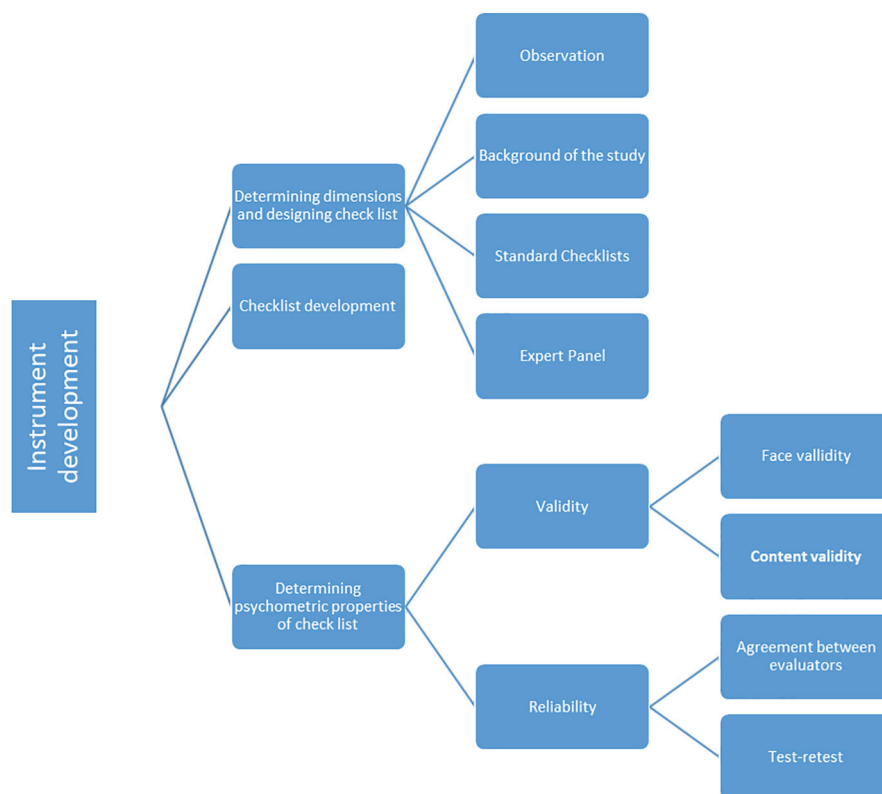 Instrument
development
Determining dimensions
and designing check list
Observation
Background of the study
Standard Checklists
Expert Panel
Checklist development
Determining
psychometric properties
of check list
Validity
Face vallidity
Content validity
Reliability
Agreement between
evaluators
Test-retest